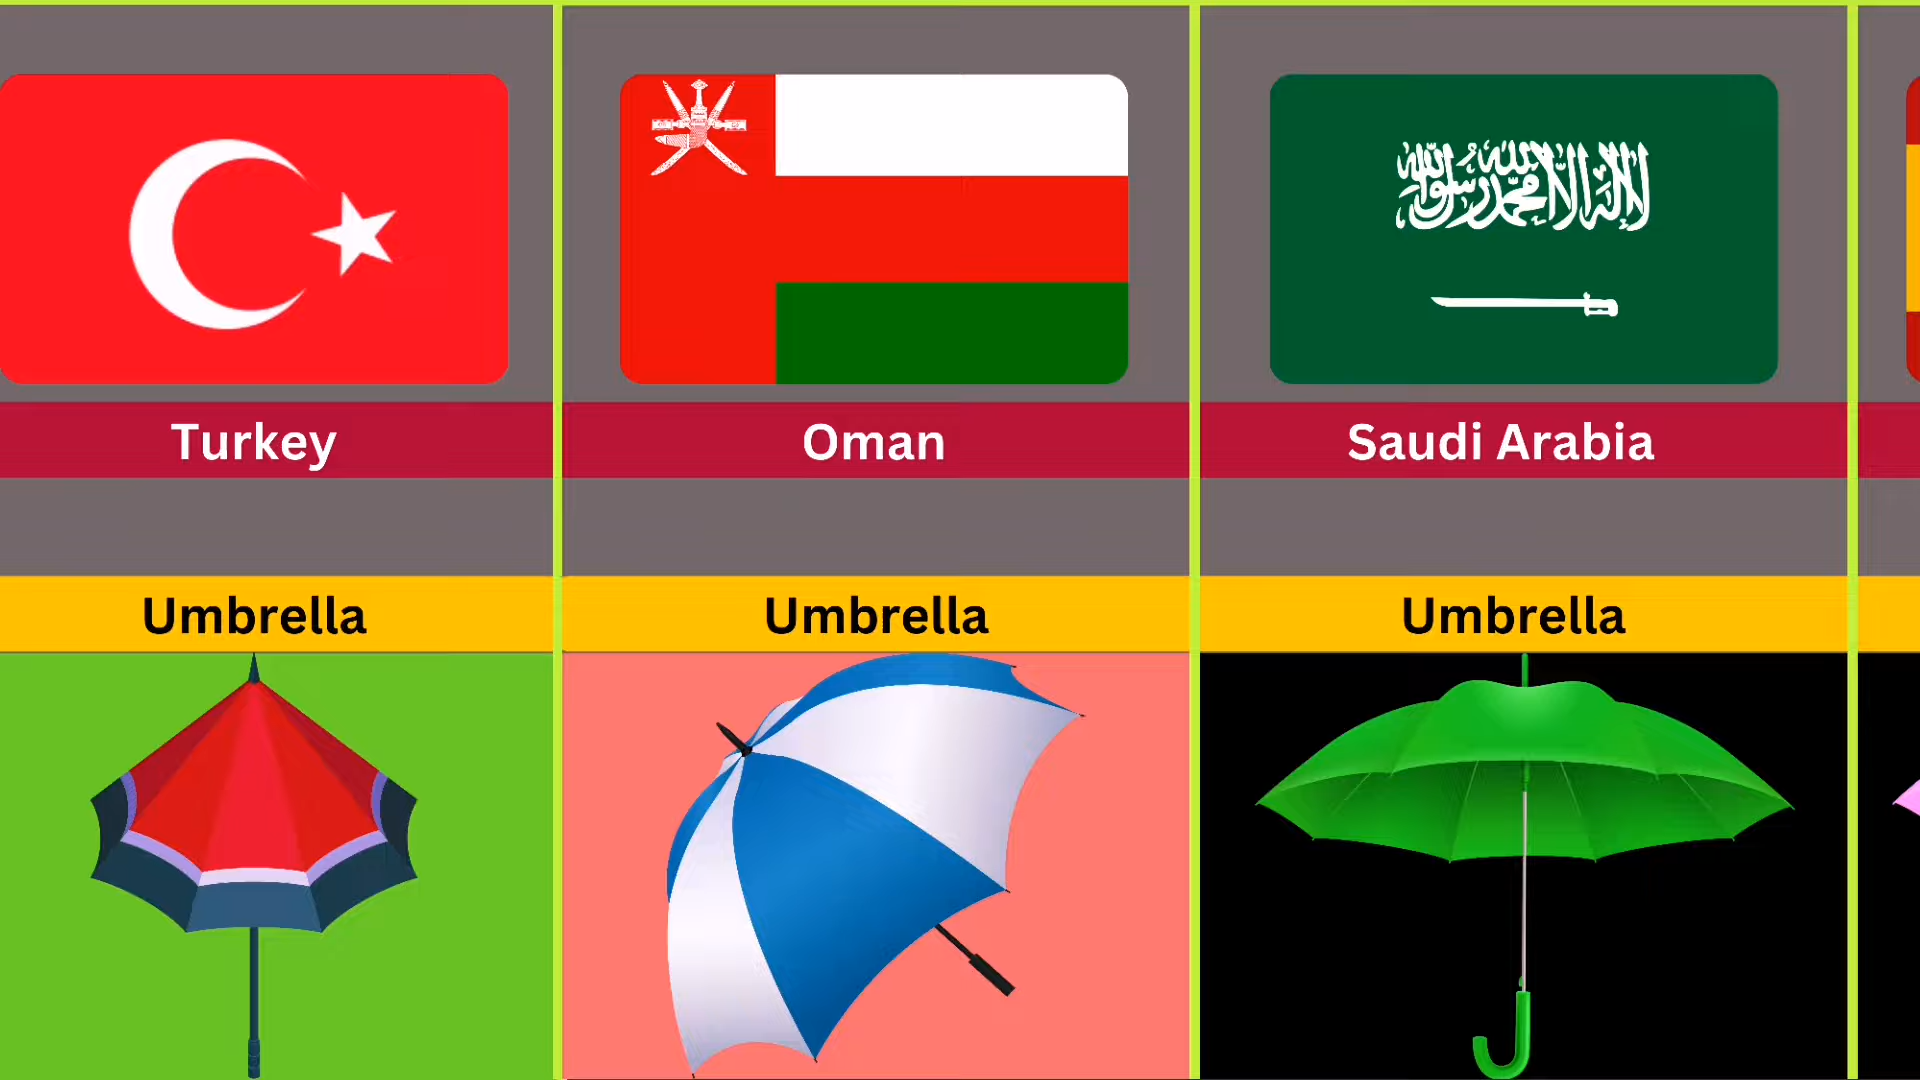 لا إله إلا الله محمد رسول الله
Turkey
Oman
Saudi Arabia
Umbrella
Umbrella
Umbrella